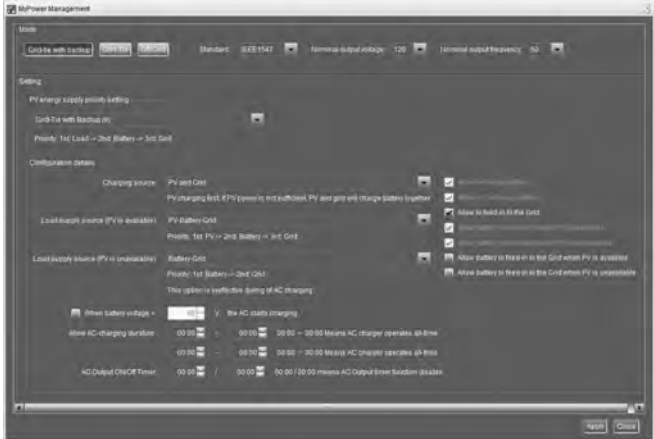 MyPower Management
Mode
Grid-tie with backup Grid-Tie Off-Grid Standard: IEEE1547 Nominal output voltage: 120 Nominal output frequency: 60
Setting
PV energy supply priority setting
Grid-Tie with Backup (II)
Priority: 1st: Load -> 2nd: Battery -> 3rd: Grid
Configuration details
Charging source: PV and Grid
PV charging first. If PV power is not sufficient, PV and grid will charge battery together
Allow to feed-in to the Grid
Load supply source (PV is available) PV-Battery-Grid
Priority: 1st: PV -> 2nd: Battery -> 3rd: Grid
Load supply source (PV is unavailable) Battery-Grid
Allow battery to feed-in to the Grid when PV is available
Priority: 1st: Battery -> 2nd: Grid
Allow battery to feed-in to the Grid when PV is unavailable
This option is ineffective during of AC charging
When battery voltage < V, the AC starts charging
Allow AC-charging duration: 00:00 - 00:00 00:00 ~ 00:00 Means AC charger operates all-time
00:00 - 00:00 00:00 ~ 00:00 Means AC charger operates all-time
AC Output ON/Off Timer: 00:00 / 00:00 00:00 / 00:00 means AC Output timer function disable
Apply Close